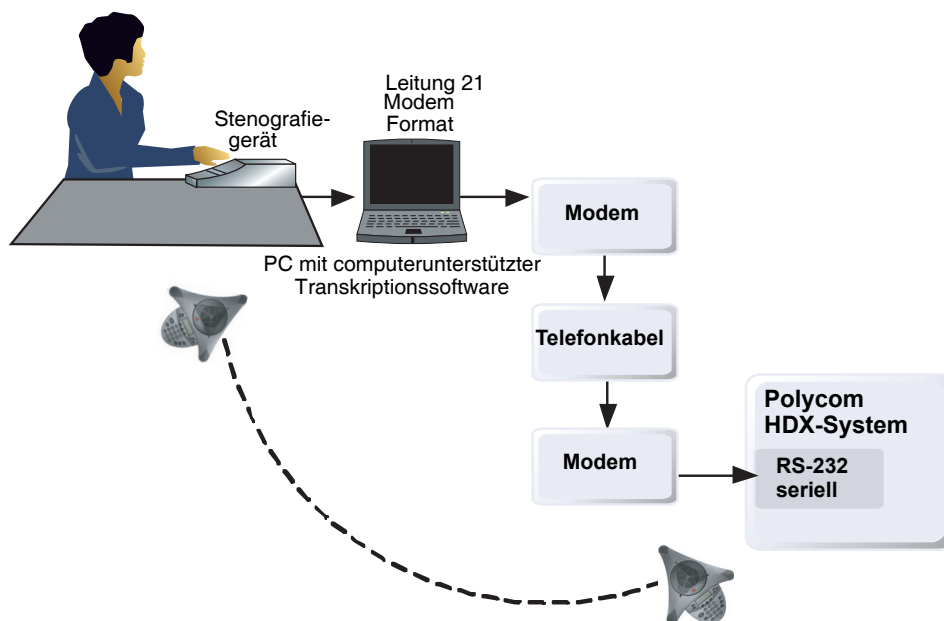 Leitung 21
Modem
Format
Stenografie-
gerät
PC mit computerunterstützter
Transkriptionssoftware
Modem
Telefonkabel
Modem
Polycom
HDX-System
RS-232
seriell